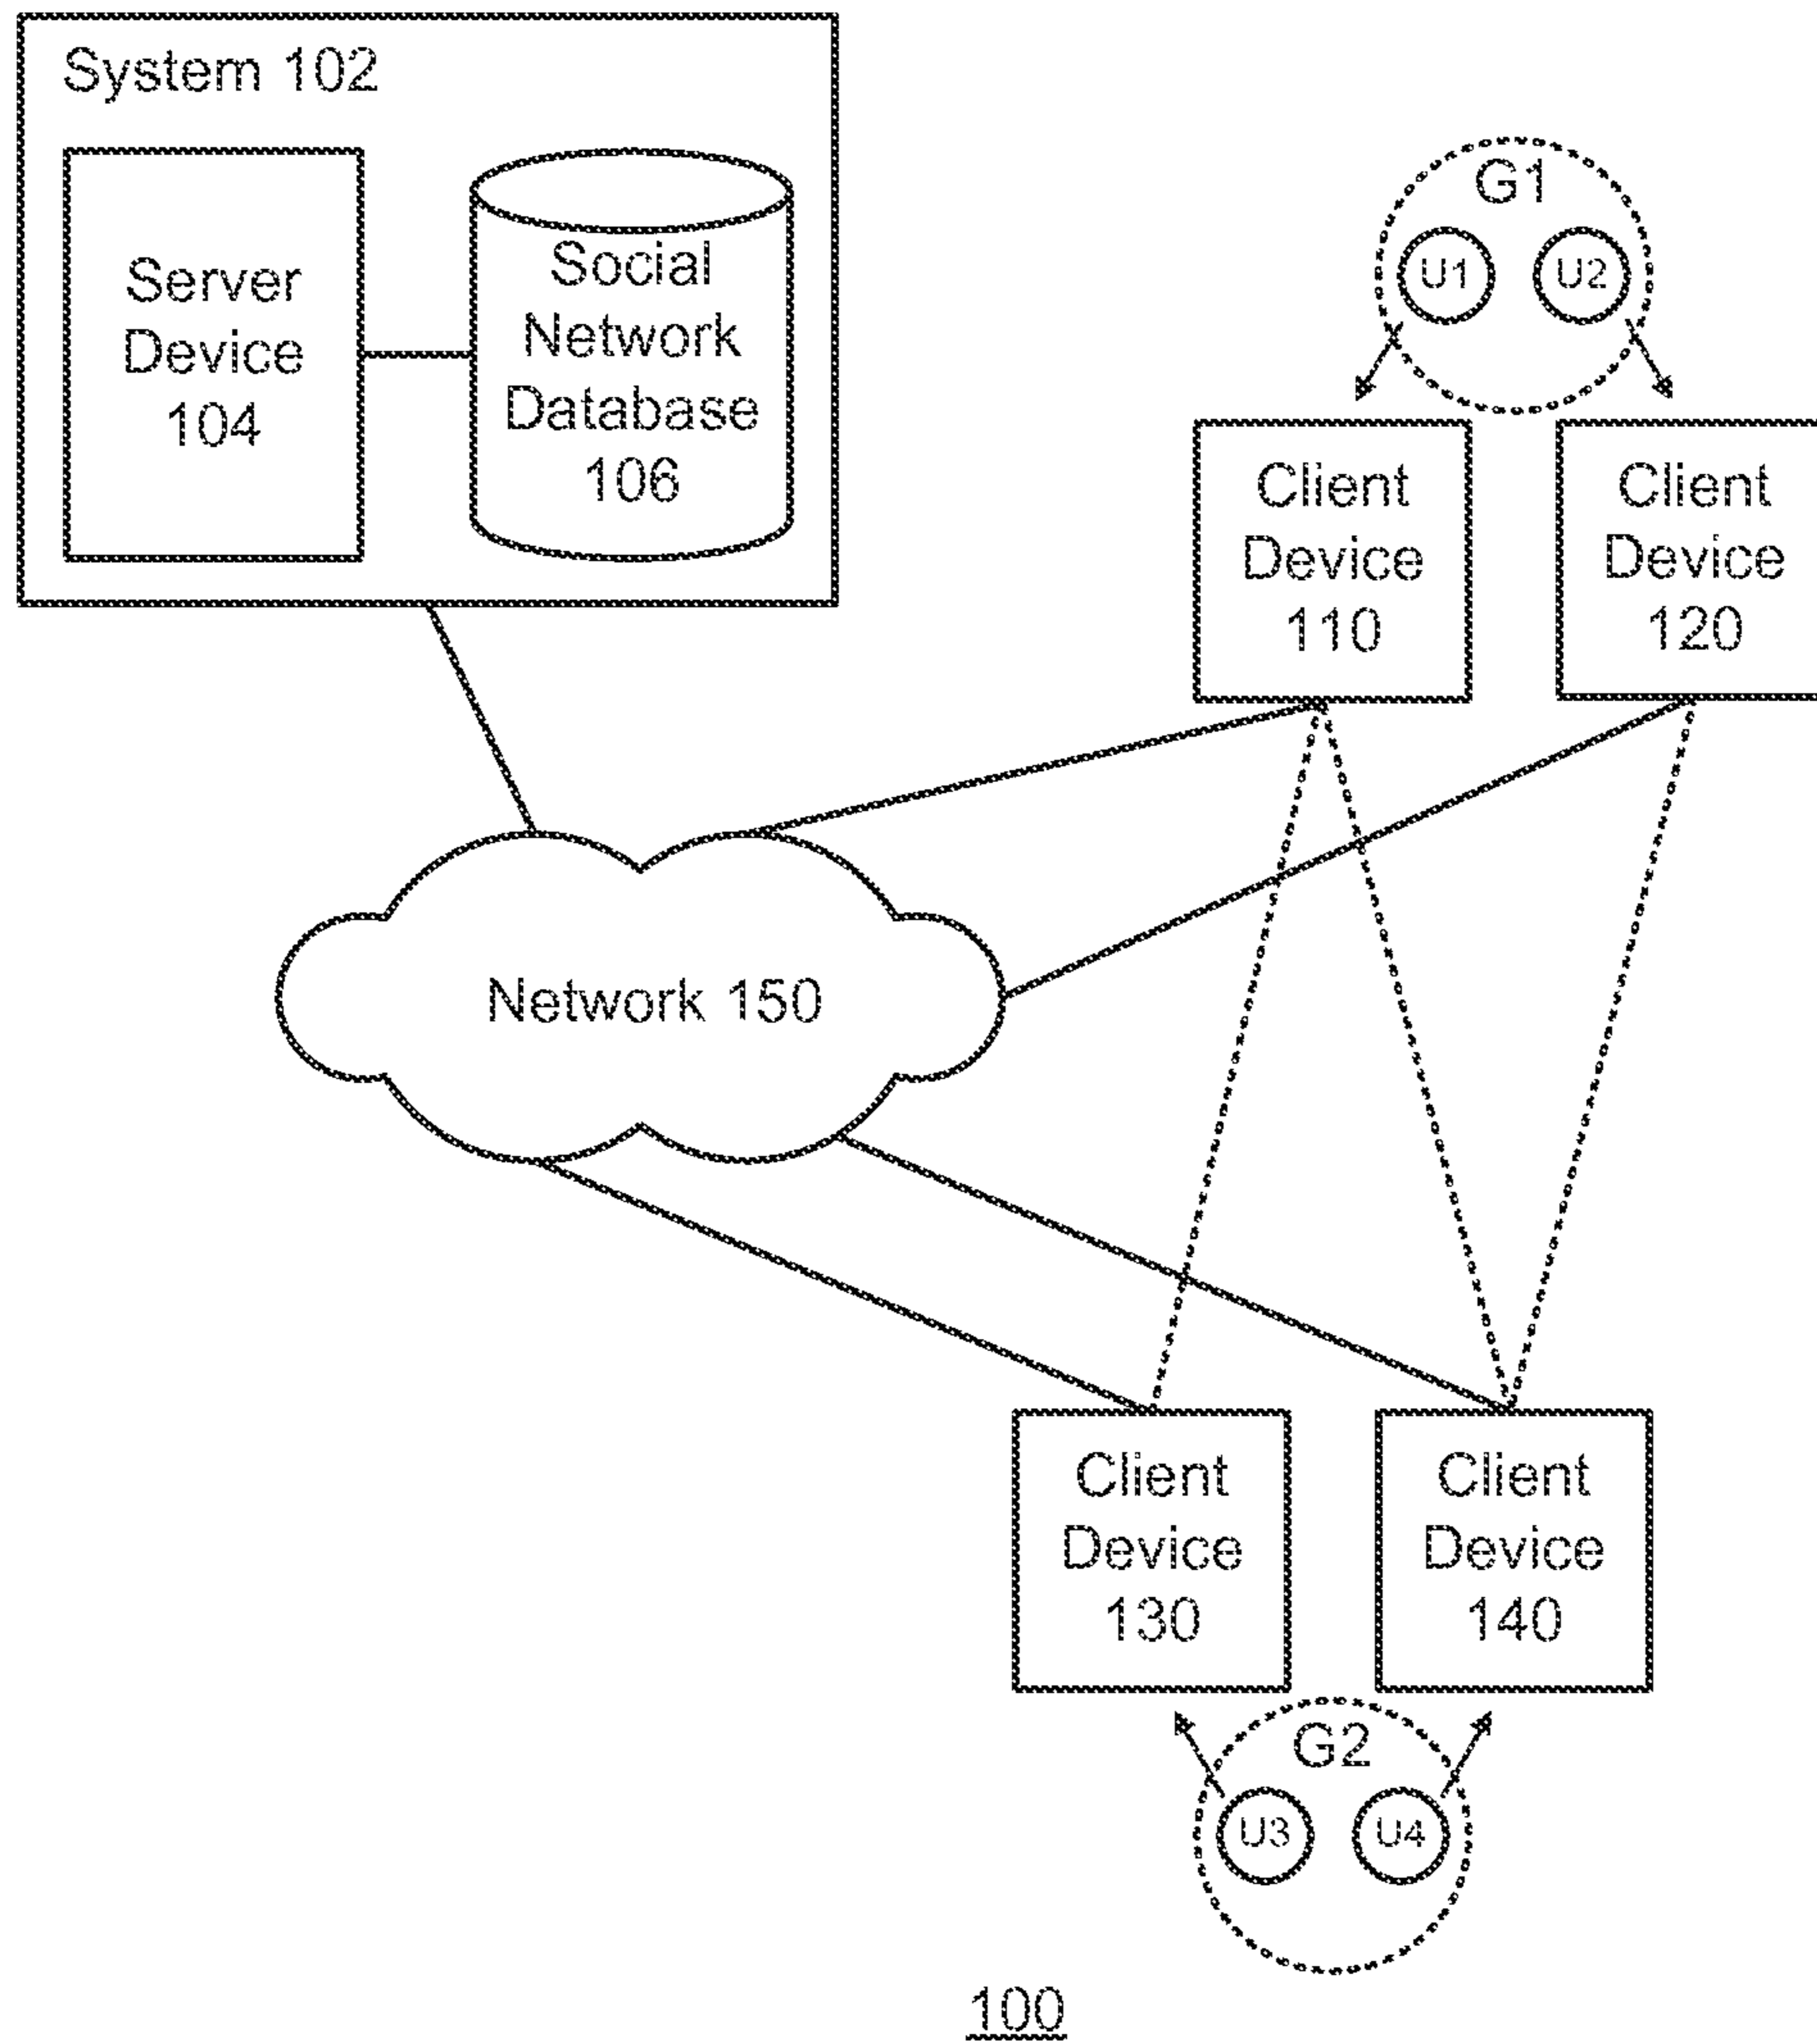 System 102
Server
Device
104
Social
Network
Database
106
G1
U1
U2
Client
Device
110
Client
Device
120
Network 150
Client
Device
130
Client
Device
140
G2
U3
U4
100